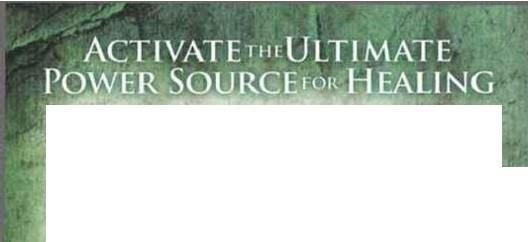 ACTIVATE THE ULTIMATE
POWER SOURCE FOR HEALING